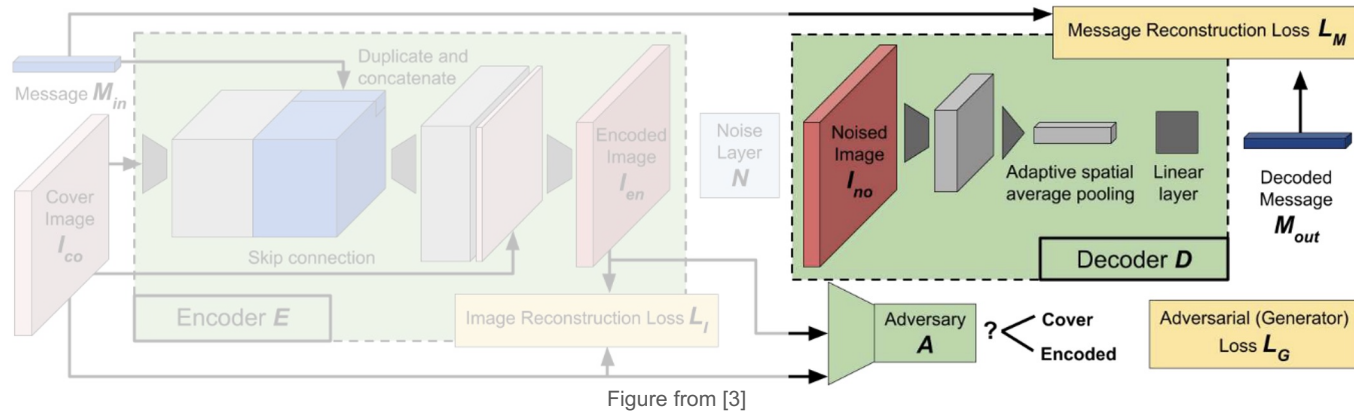 Message Reconstruction Loss L_M
Duplicate and
concatenate
Message M_in
Cover
Image
I_co
Encoded
Image
I_en
Noise
Layer
N
Noised
Image
I_no
Adaptive spatial
average pooling
Linear
layer
Decoded
Message
M_out
Skip connection
Decoder D
Encoder E
Image Reconstruction Loss L_I
Adversary
A
?
Cover
Encoded
Adversarial (Generator)
Loss L_G
Figure from [3]